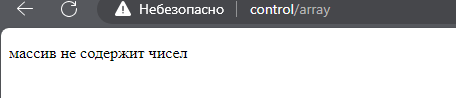 Небезопасно control/array
массив не содержит чисел